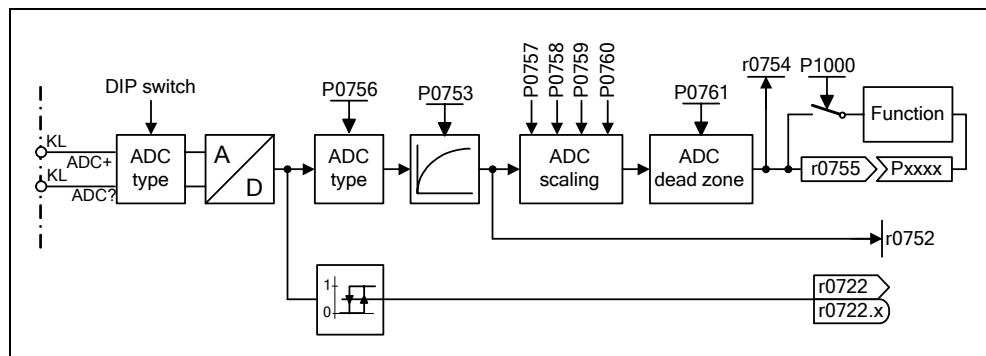 DIP switch
P0756
P0753
P0757
P0758
P0759
P0760
P0761
r0754
P1000
KL
ADC+
KL
ADC?
ADC
type
A
D
ADC
type
ADC
scaling
ADC
dead zone
Function
r0755
Pxxxx
r0752
1
0
r0722
r0722.x